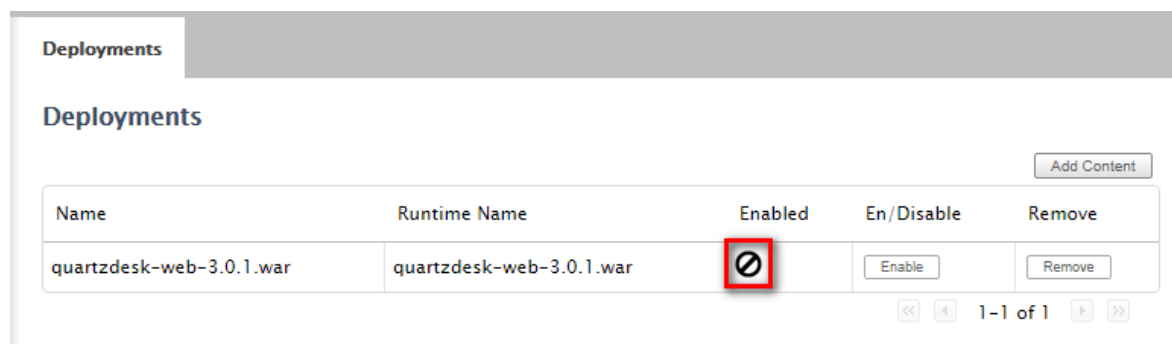 Deployments
Deployments
Add Content
Name Runtime Name Enabled En/Disable Remove
quartzdesk-web-3.0.1.war quartzdesk-web-3.0.1.war Enable Remove
1-1 of 1